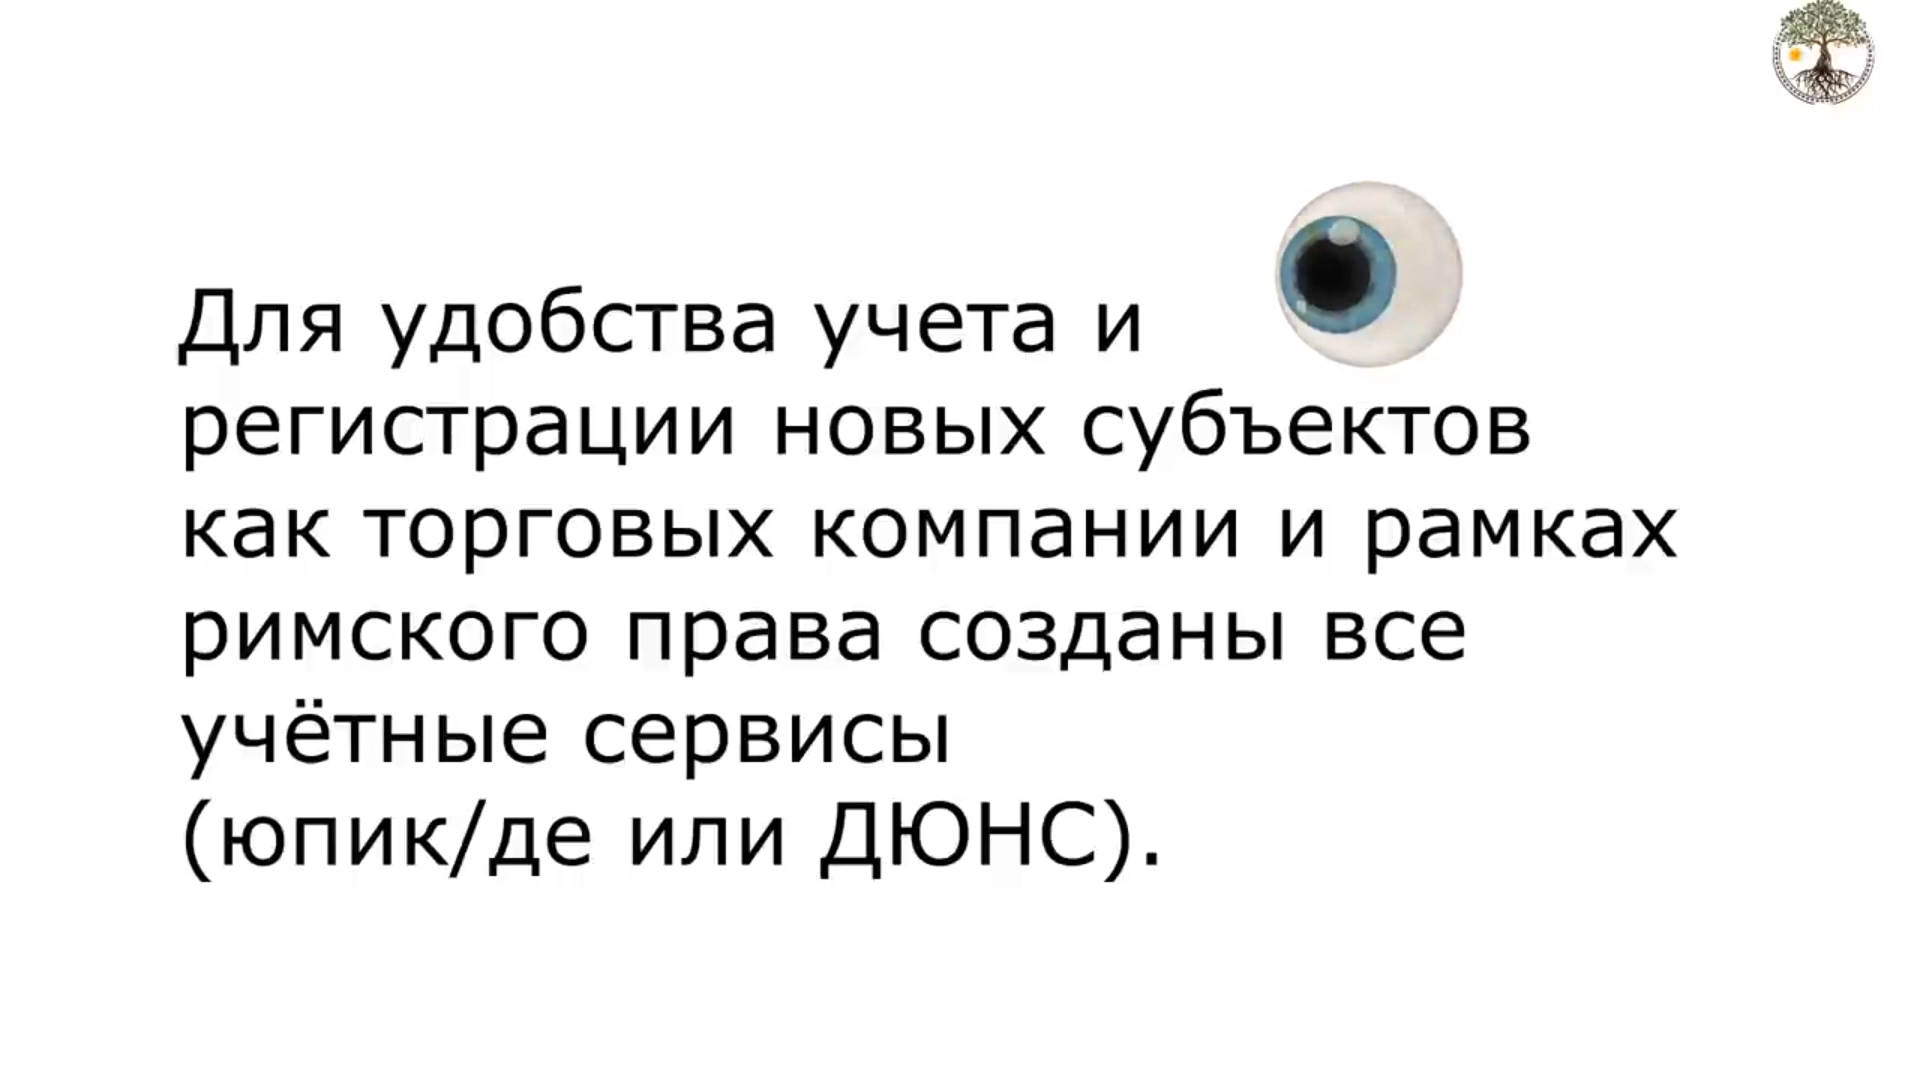 Для удобства учета и
регистрации новых субъектов
как торговых компании и рамках
римского права созданы все
учётные сервисы
(юпик/де или ДЮНС).